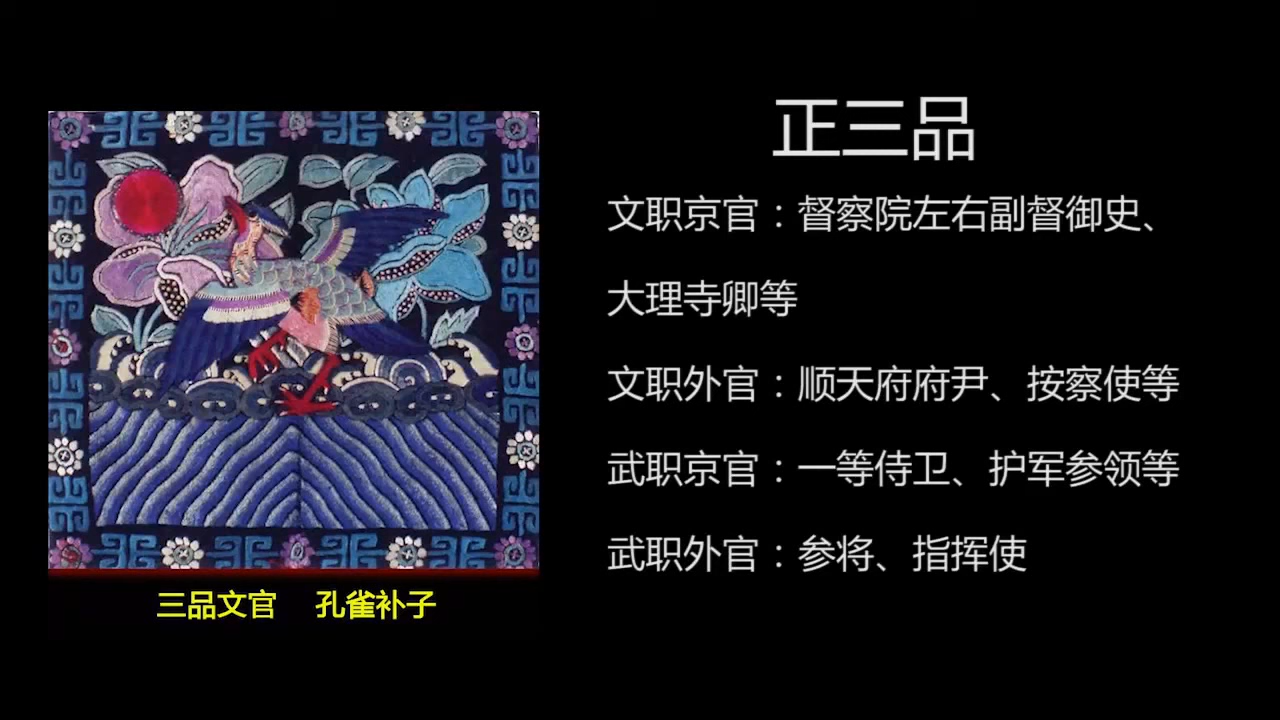 正三品
文职京官：督察院左右副督御史、
大理寺卿等
文职外官：顺天府府尹、按察使等
武职京官：一等侍卫、护军参领等
武职外官：参将、指挥使
三品文官 孔雀补子